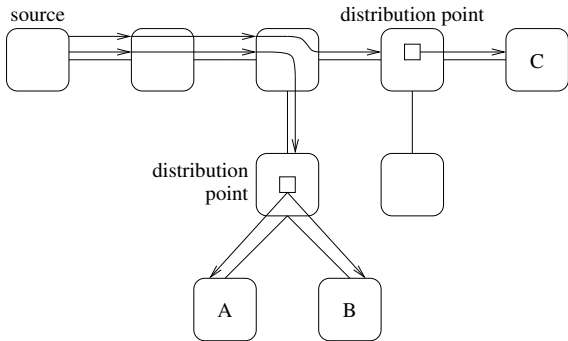 source
distribution point
C
distribution
point
A
B